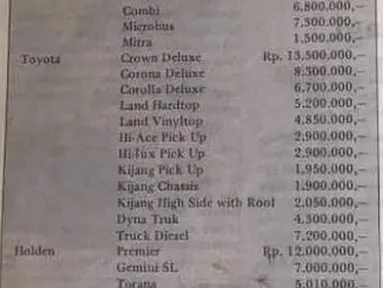 Combi 6.800.000,—
Microbus 7.300.000,—
Mitra 1.500.000,—
Toyota Crown Deluxe Rp. 13.500.000,—
Corona Deluxe 8.300.000,—
Corolla Deluxe 6.700.000,—
Land Hardtop 5.200.000,—
Land Vinyltop 4.850.000,—
Hi-Ace Pick Up 2.900.000,—
Hi-lux Pick Up 2.900.000,—
Kijang Pick Up 1.950.000,—
Kijang Chassis 1.900.000,—
Kijang High Side with Roof 2.050.000,—
Dyna Truk 4.500.000,—
Truck Diesel 7.200.000,—
Holden Premier Rp. 12.000.000,—
Gemini SL 7.000.000,—
Torana 5.010.000,—